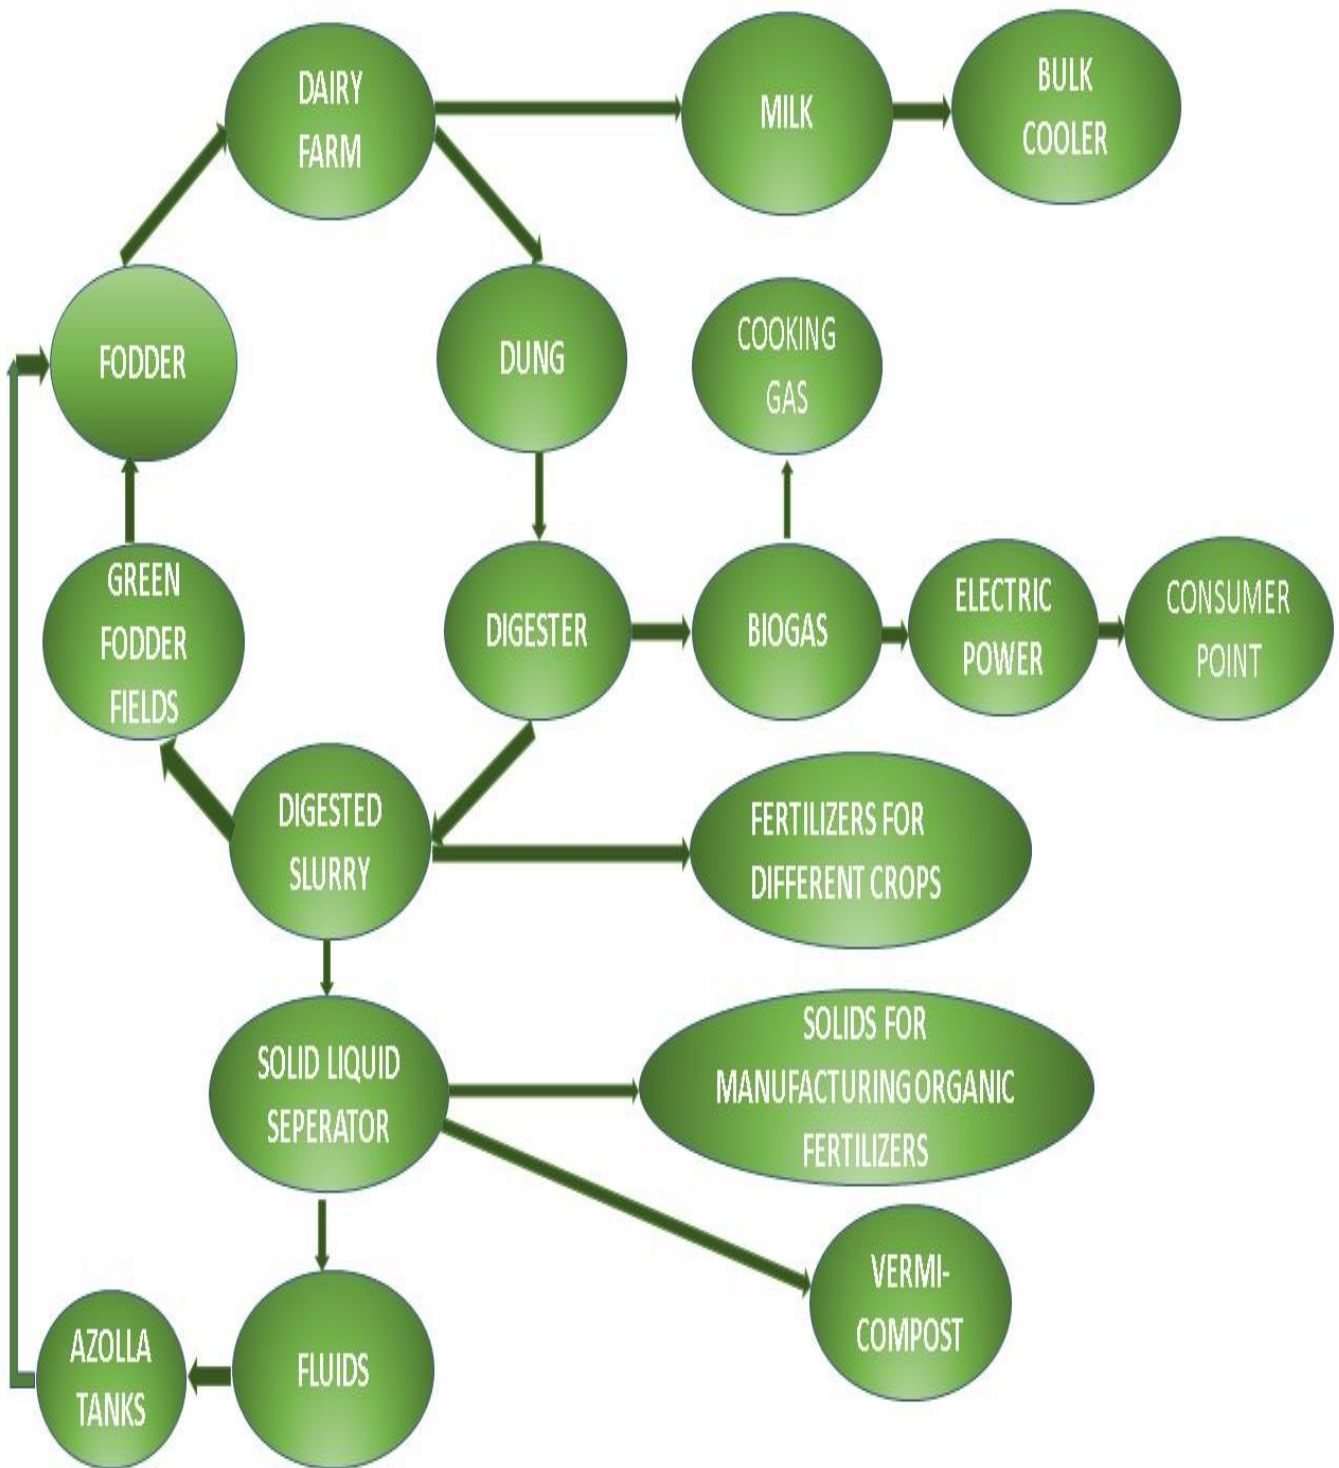 DAIRY
FARM
MILK
BULK
COOLER
FODDER
DUNG
COOKING
GAS
GREEN
FODDER
FIELDS
DIGESTER
BIOGAS
ELECTRIC
POWER
CONSUMER
POINT
DIGESTED
SLURRY
FERTILIZERS FOR
DIFFERENT CROPS
SOLID LIQUID
SEPERATOR
SOLIDS FOR
MANUFACTURING ORGANIC
FERTILIZERS
VERMI-
COMPOST
AZOLLA
TANKS
FLUIDS